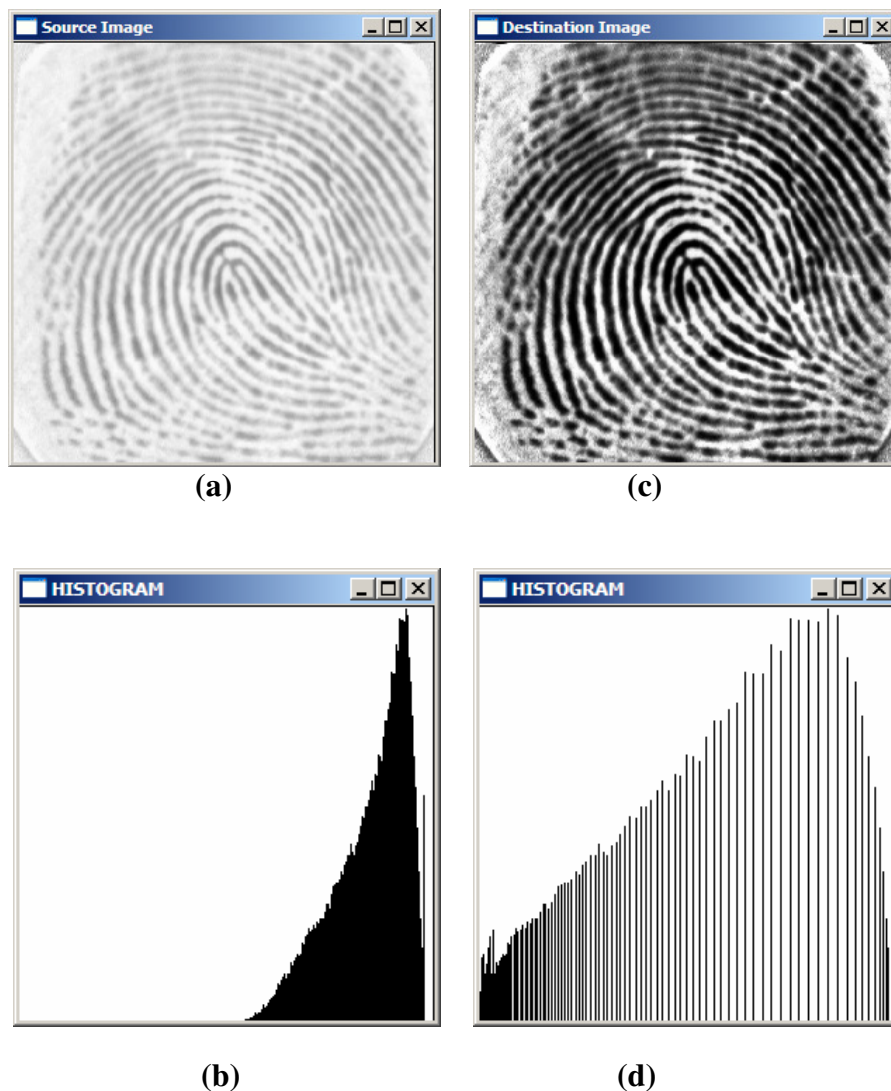 Source Image
Destination Image
(a)
(c)
HISTOGRAM
HISTOGRAM
(b)
(d)